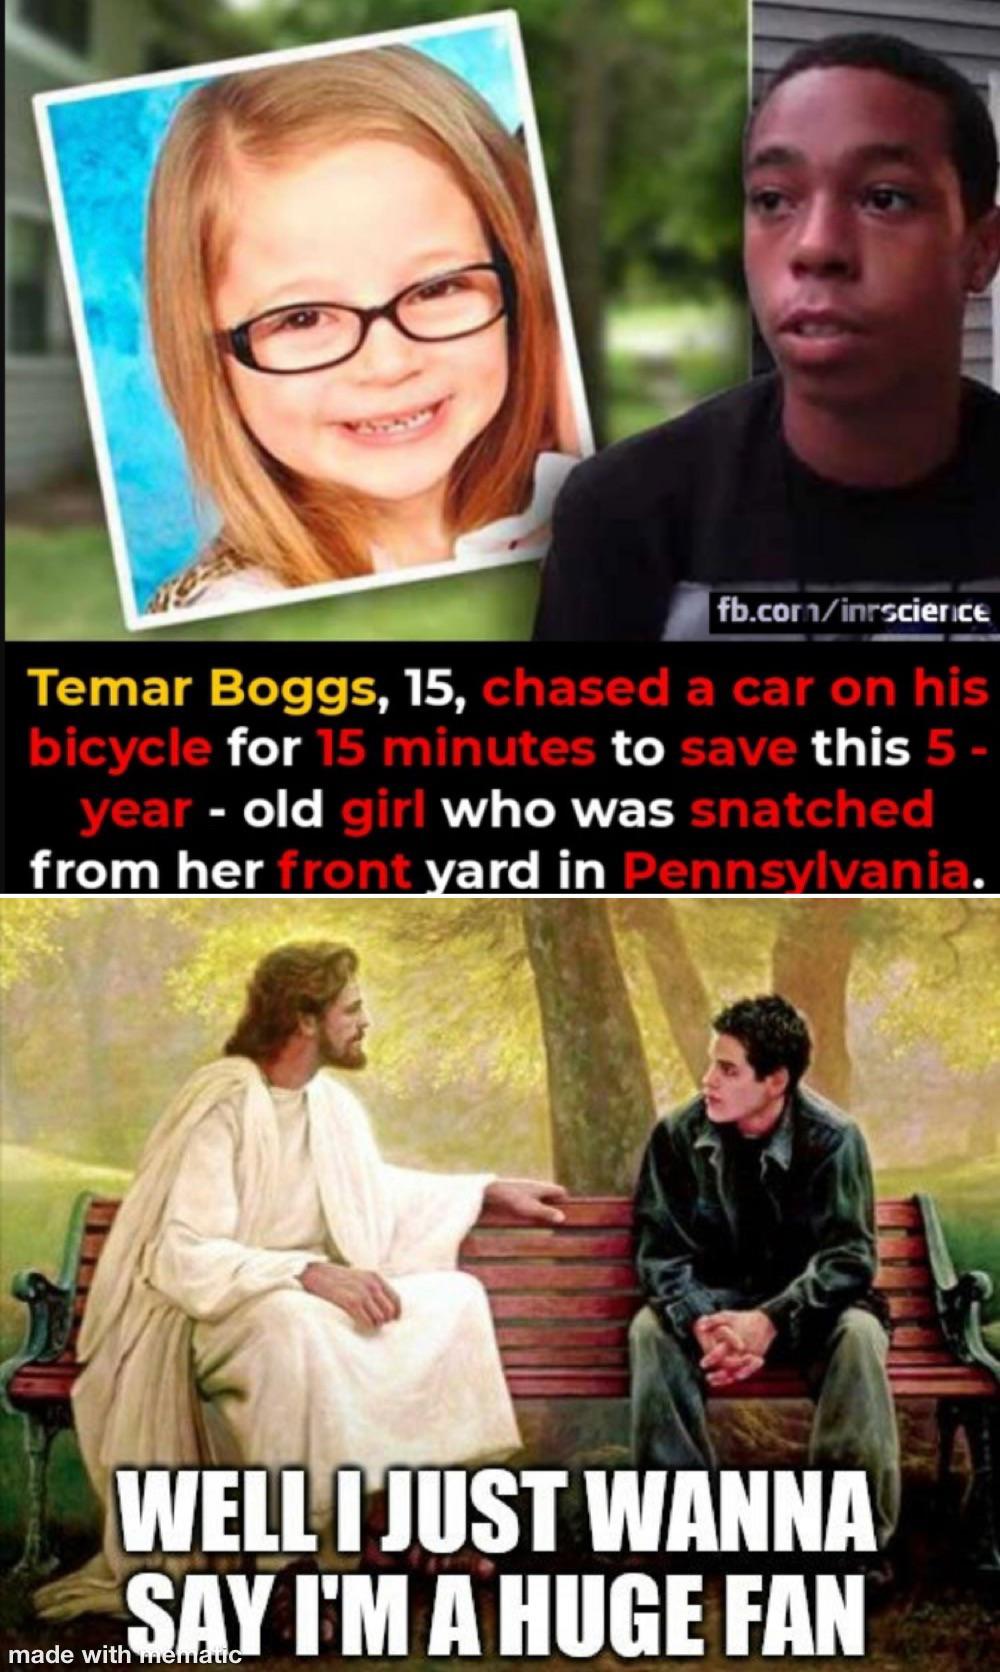 fb.com/inrscience
Temar Boggs, 15, chased a car on his
bicycle for 15 minutes to save this 5 -
year - old girl who was snatched
from her front yard in Pennsylvania.
WELL I JUST WANNA
SAY I'M A HUGE FAN
made with mematic